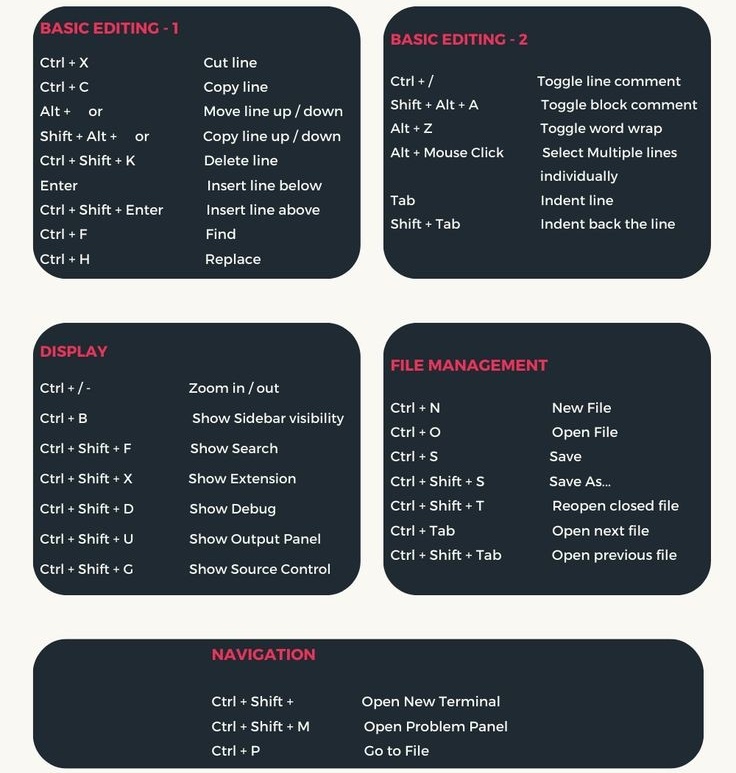 BASIC EDITING - 1
Ctrl + X Cut line
Ctrl + C Copy line
Alt + or Move line up / down
Shift + Alt + or Copy line up / down
Ctrl + Shift + K Delete line
Enter Insert line below
Ctrl + Shift + Enter Insert line above
Ctrl + F Find
Ctrl + H Replace
BASIC EDITING - 2
Ctrl + / Toggle line comment
Shift + Alt + A Toggle block comment
Alt + Z Toggle word wrap
Alt + Mouse Click Select Multiple lines
individually
Tab Indent line
Shift + Tab Indent back the line
DISPLAY
Ctrl + / - Zoom in / out
Ctrl + B Show Sidebar visibility
Ctrl + Shift + F Show Search
Ctrl + Shift + X Show Extension
Ctrl + Shift + D Show Debug
Ctrl + Shift + U Show Output Panel
Ctrl + Shift + G Show Source Control
FILE MANAGEMENT
Ctrl + N New File
Ctrl + O Open File
Ctrl + S Save
Ctrl + Shift + S Save As...
Ctrl + Shift + T Reopen closed file
Ctrl + Tab Open next file
Ctrl + Shift + Tab Open previous file
NAVIGATION
Ctrl + Shift + Open New Terminal
Ctrl + Shift + M Open Problem Panel
Ctrl + P Go to File